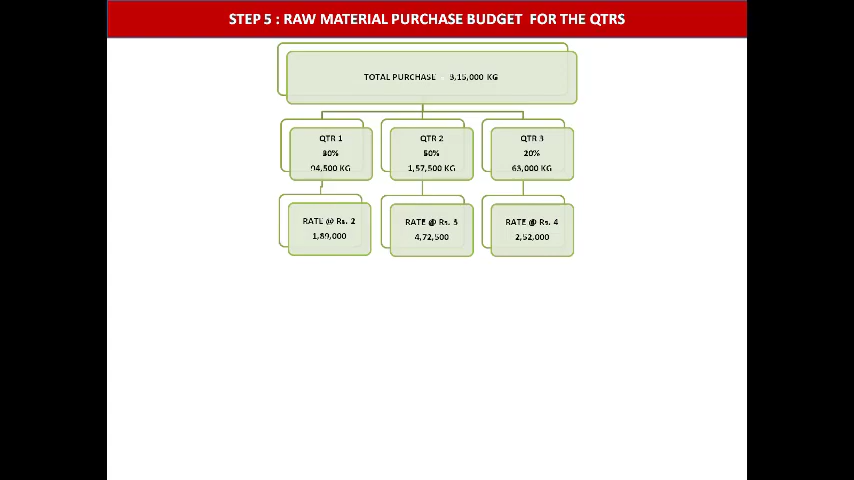 STEP 5 : RAW MATERIAL PURCHASE BUDGET FOR THE QTRS
TOTAL PURCHASE - 3,15,000 KG
QTR 1
30%
94,500 KG
QTR 2
50%
1,57,500 KG
QTR 3
20%
63,000 KG
RATE @ Rs. 2
1,89,000
RATE @ Rs. 3
4,72,500
RATE @ Rs. 4
2,52,000